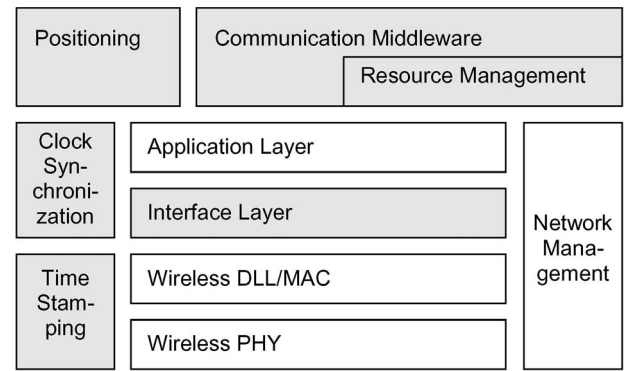 Positioning
Communication Middleware
Resource Management
Clock
Syn-
chroni-
zation
Application Layer
Interface Layer
Network
Mana-
gement
Time
Stam-
ping
Wireless DLL/MAC
Wireless PHY